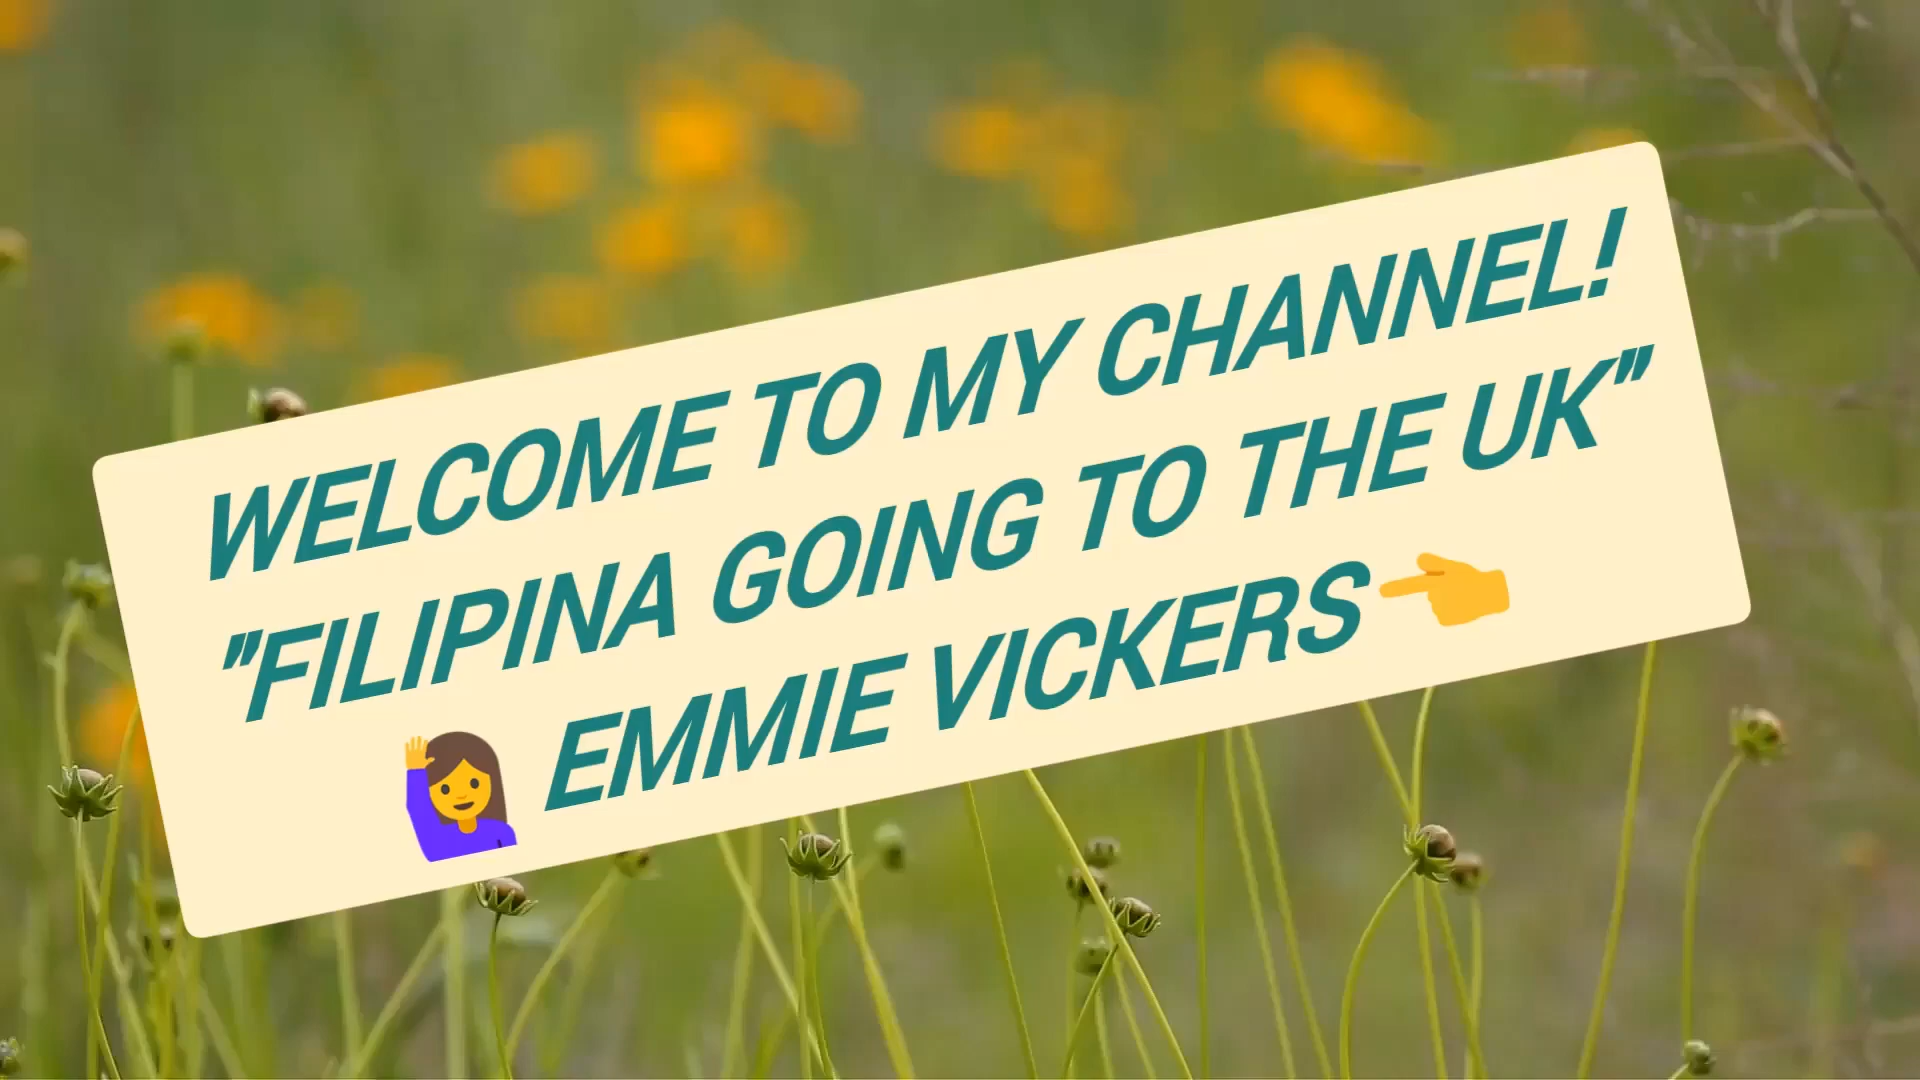 WELCOME TO MY CHANNEL!
"FILIPINA GOING TO THE UK"
🙋‍♀️ EMMIE VICKERS👈